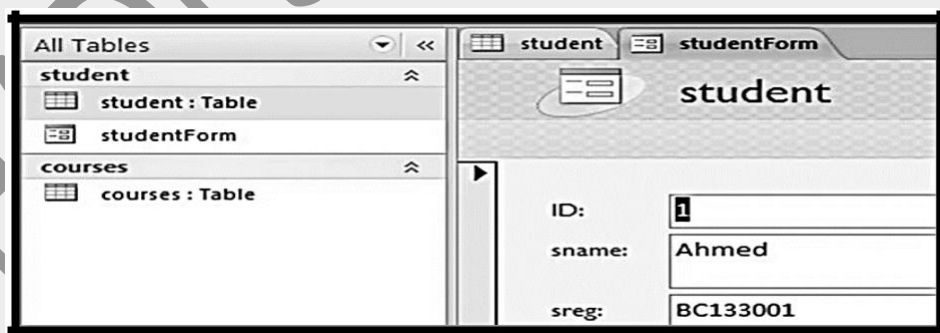 All Tables
student
student : Table
studentForm
courses
courses : Table
student studentForm
student
ID: 1
sname: Ahmed
sreg: BC133001